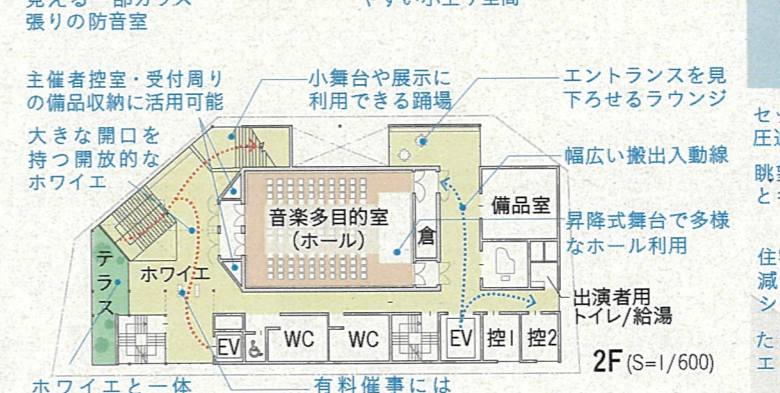 張りの防音室
主催者控室・受付周り
の備品収納に活用可能
小舞台や展示に
利用できる踊場
エントランスを見
下ろせるラウンジ
大きな開口を
持つ開放的な
ホワイエ
幅広い搬出入動線
音楽多目的室
(ホール)
倉
備品室
昇降式舞台で多様
なホール利用
テラス
ホワイエ
出演者用
トイレ/給湯
EV
WC
WC
EV
控1
控2
2F(S=1/600)
ホワイエと一体
有料催事には